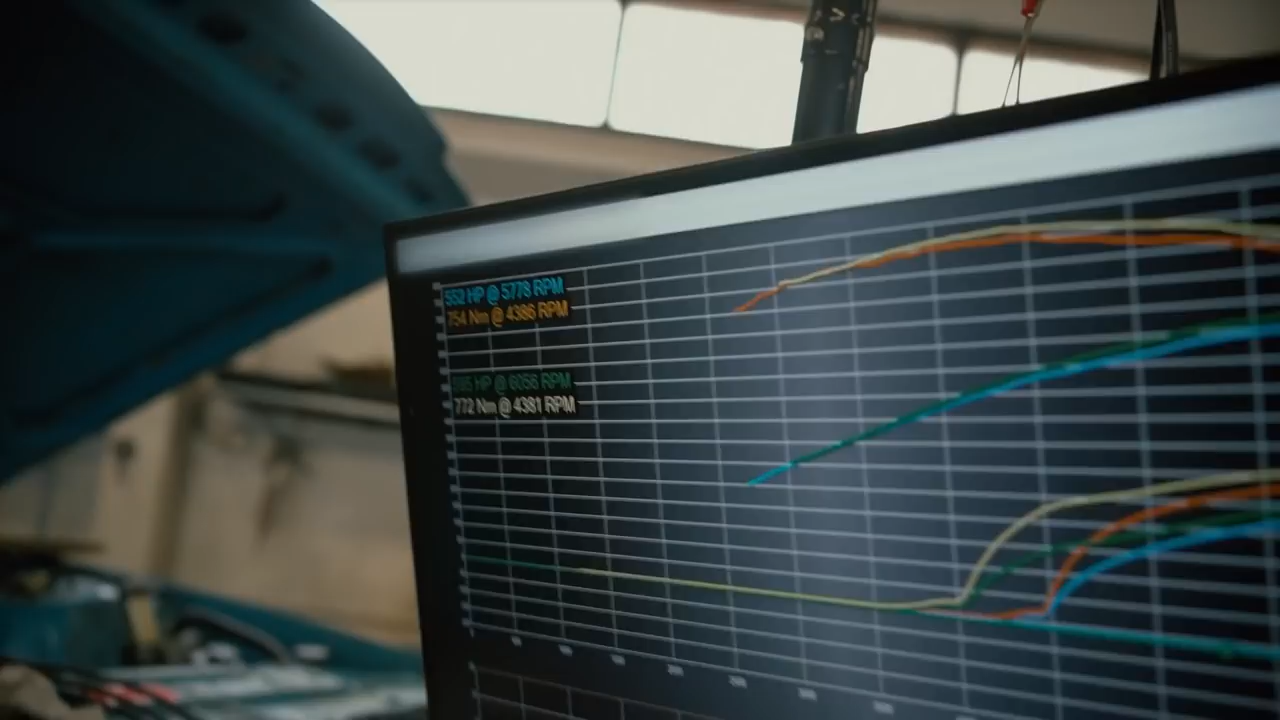 552 HP @ 5778 RPM
754 Nm @ 4386 RPM
HP @ 6056 RPM
772 Nm @ 4381 RPM